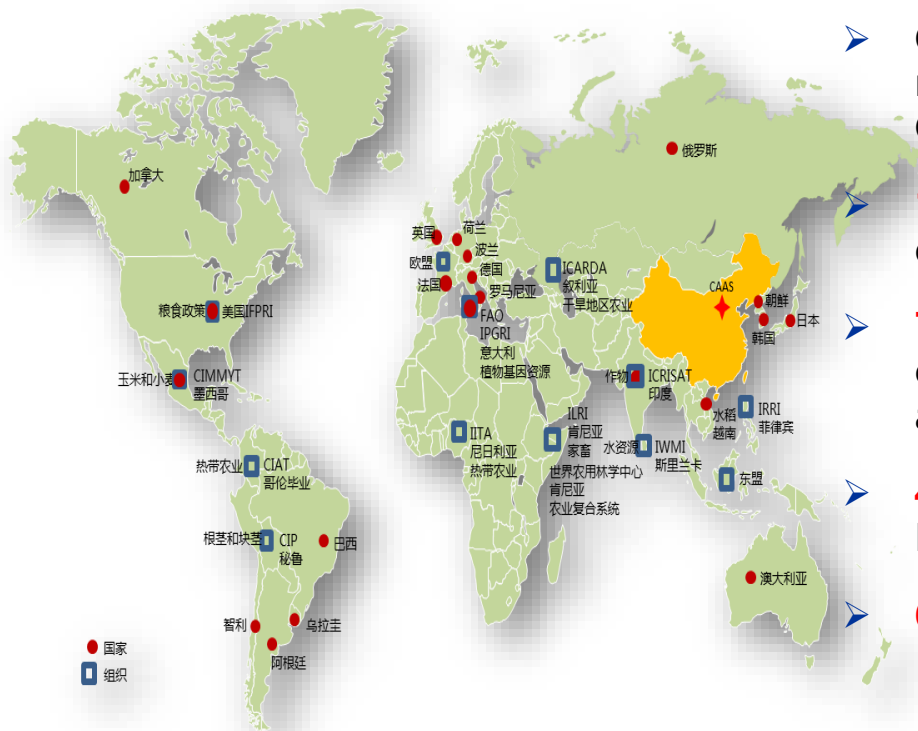 加拿大
俄罗斯
英国
荷兰
波兰
欧盟
德国
法国
罗马尼亚
ICARDA
叙利亚
干旱地区农业
CAAS
朝鲜
日本
韩国
粮食政策
美国IFPRI
FAO
IPGRI
意大利
植物基因资源
玉米和小麦
CIMMYT
墨西哥
作物
ICRISAT
印度
水稻
越南
IRRI
菲律宾
IITA
尼日利亚
热带农业
ILRI
肯尼亚
家畜
水资源
IWMI
斯里兰卡
热带农业
CIAT
哥伦毕业
世界农用林学中心
肯尼亚
农业复合系统
东盟
根茎和块茎
CIP
秘鲁
巴西
澳大利亚
智利
乌拉圭
阿根廷
国家
组织